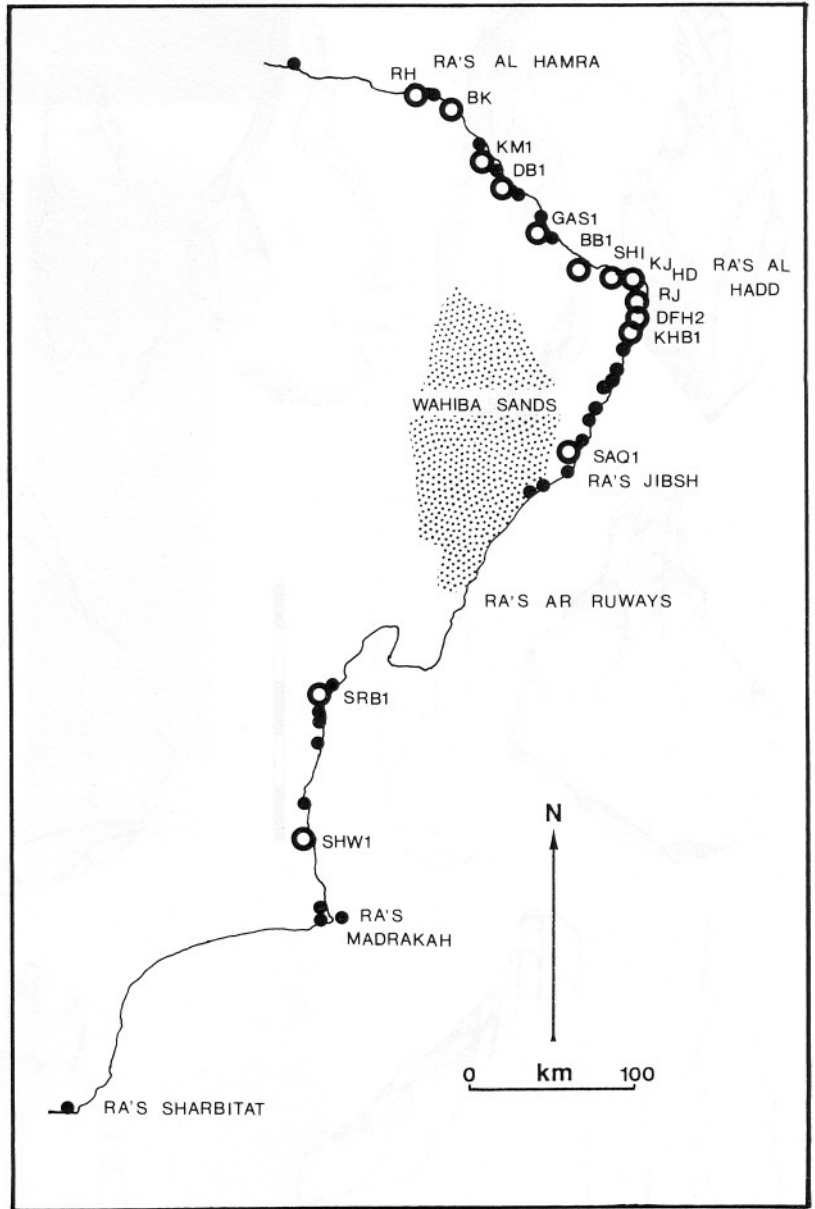 RA'S AL HAMRA
RH
BK
KM1
DB1
GAS1
BB1
SHI
KJ
HD
RA'S AL
HADD
RJ
DFH2
KHB1
WAHIBA SANDS
SAQ1
RA'S JIBSH
RA'S AR RUWAYS
SRB1
N
SHW1
RA'S
MADRAKAH
0 km 100
RA'S SHARBITAT